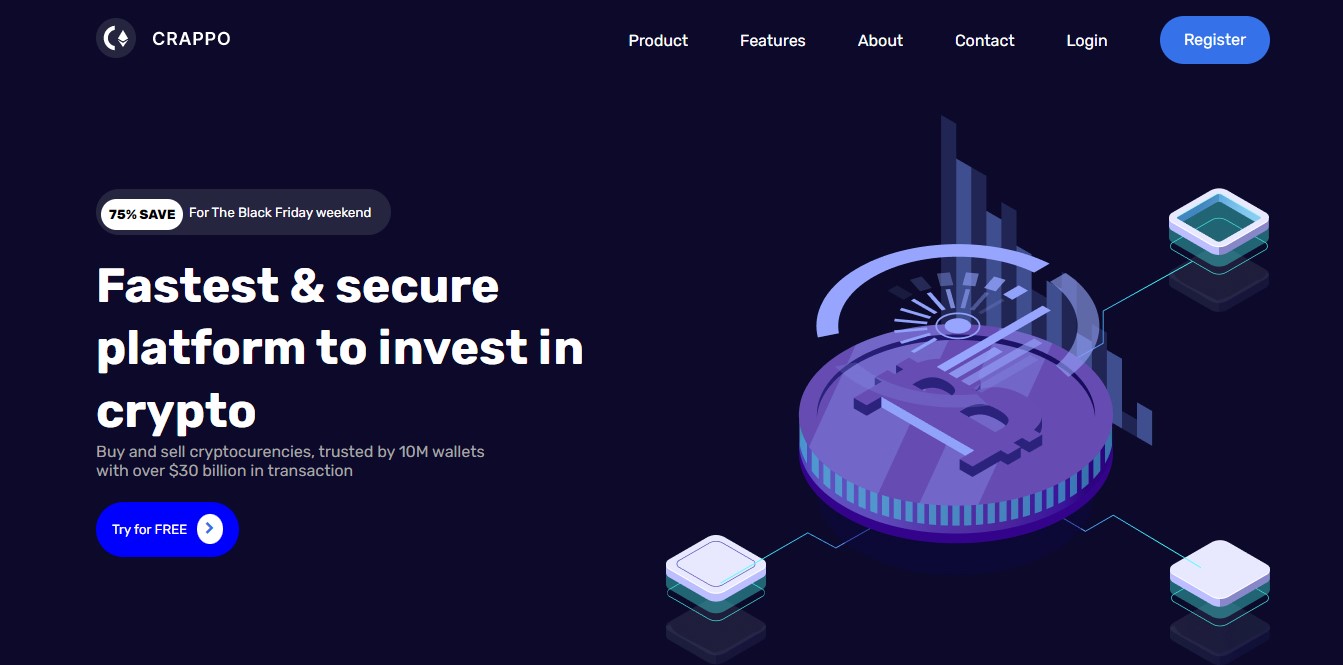 CRAPPO
Product
Features
About
Contact
Login
Register
75% SAVE For The Black Friday weekend
Fastest & secure
platform to invest in
crypto
Buy and sell cryptocurencies, trusted by 10M wallets
with over $30 billion in transaction
Try for FREE